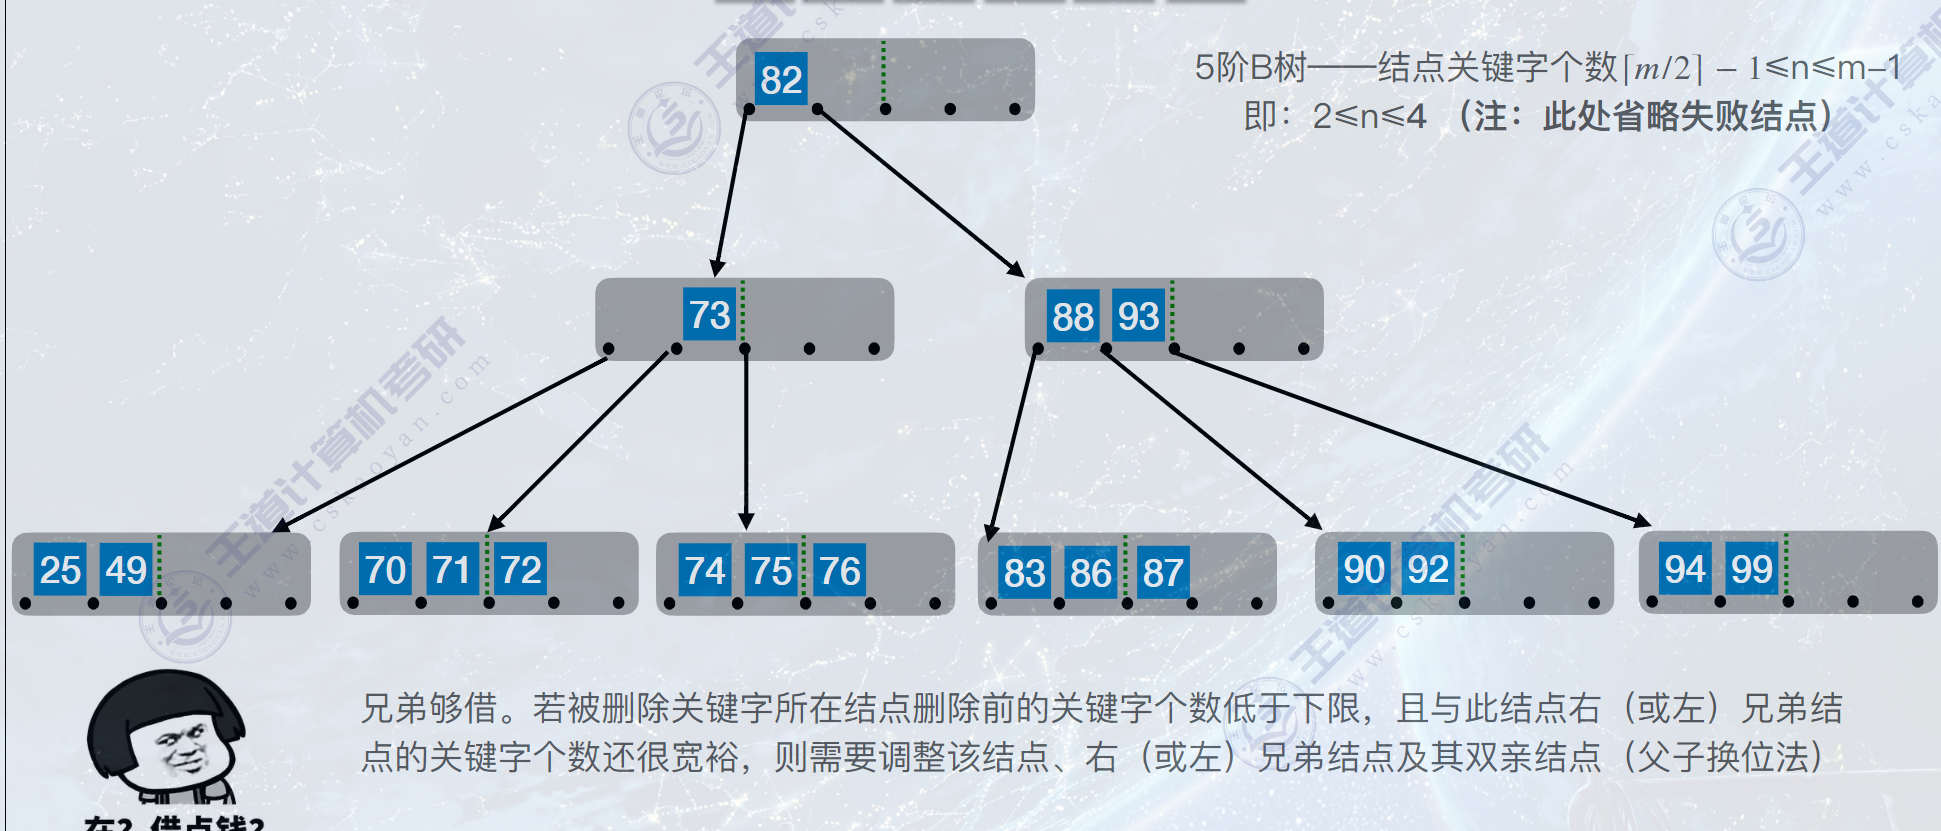 82
5阶B树——结点关键字个数⌈m/2⌉ – 1≤n≤m–1
即：2≤n≤4 （注：此处省略失败结点）
73
88 93
25 49
70 71 72
74 75 76
83 86 87
90 92
94 99
兄弟够借。若被删除关键字所在结点删除前的关键字个数低于下限，且与此结点右（或左）兄弟结
点的关键字个数还很宽裕，则需要调整该结点、右（或左）兄弟结点及其双亲结点（父子换位法）
在? 借点钱?
王道计算机考研
www.cskaoyan.com